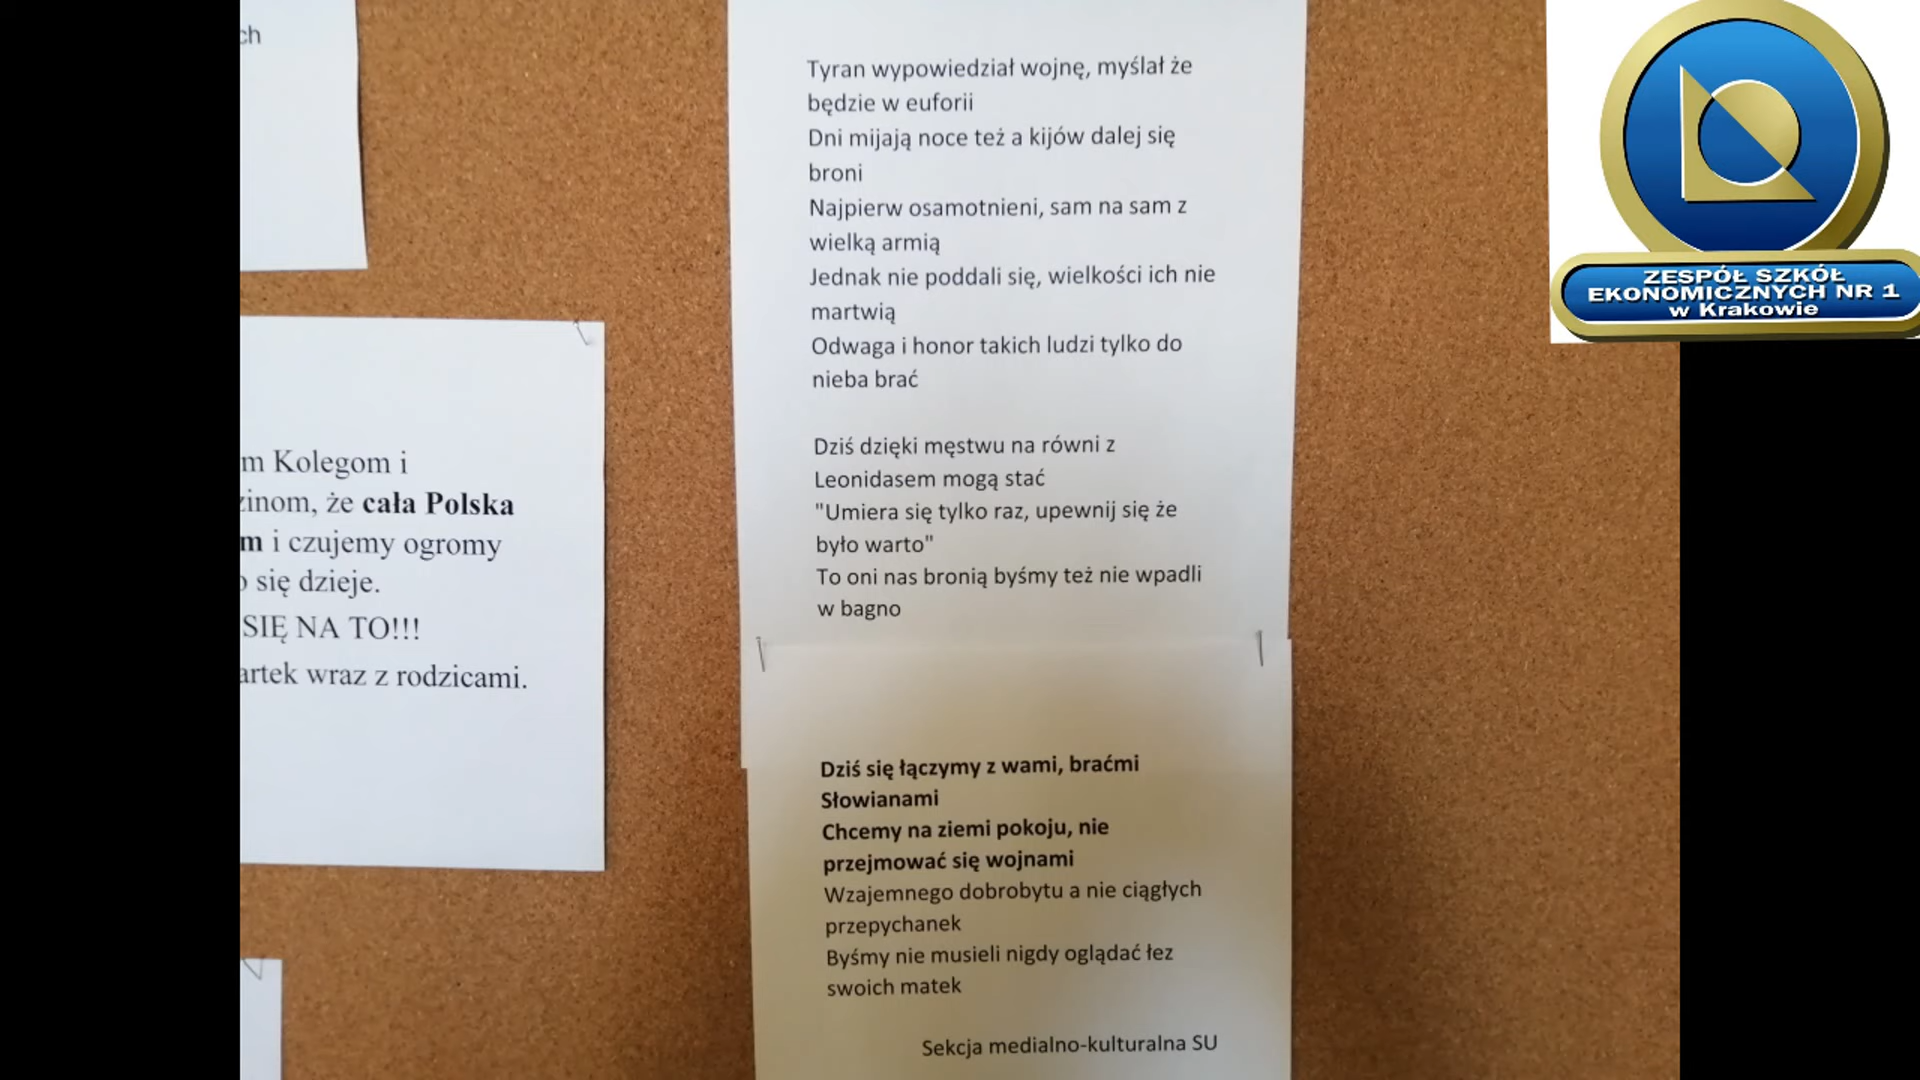 ch
m Kolegom i
zinom, że cała Polska
m i czujemy ogromy
o się dzieje.
SIĘ NA TO!!!
artek wraz z rodzicami.
Tyran wypowiedział wojnę, myślał że
będzie w euforii
Dni mijają noce też a kijów dalej się
broni
Najpierw osamotnieni, sam na sam z
wielką armią
Jednak nie poddali się, wielkości ich nie
martwią
Odwaga i honor takich ludzi tylko do
nieba brać
Dziś dzięki męstwu na równi z
Leonidasem mogą stać
"Umiera się tylko raz, upewnij się że
było warto"
To oni nas bronią byśmy też nie wpadli
w bagno
Dziś się łączymy z wami, braćmi
Słowianami
Chcemy na ziemi pokoju, nie
przejmować się wojnami
Wzajemnego dobrobytu a nie ciągłych
przepychanek
Byśmy nie musieli nigdy oglądać łez
swoich matek
Sekcja medialno-kulturalna SU
ZESPÓŁ SZKÓŁ
EKONOMICZNYCH NR 1
w Krakowie